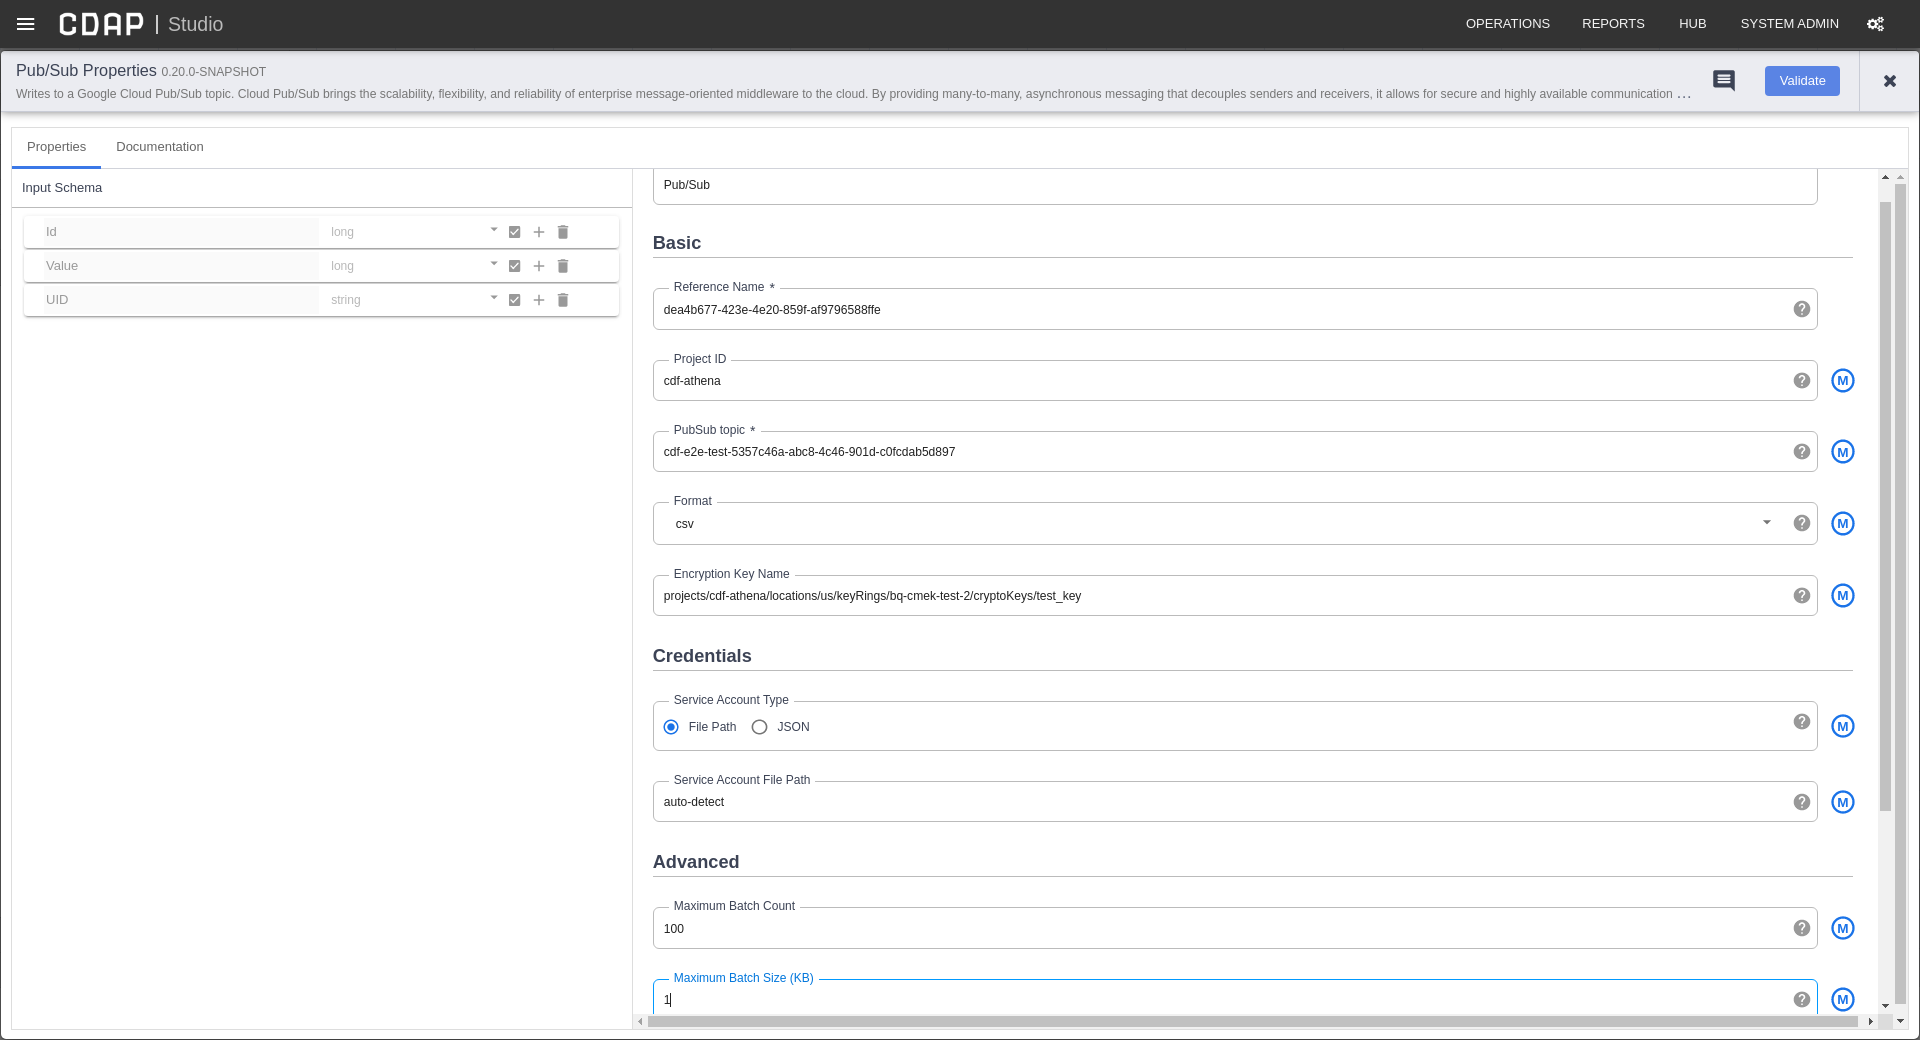 CDAP | Studio
OPERATIONS
REPORTS
HUB
SYSTEM ADMIN
Pub/Sub Properties 0.20.0-SNAPSHOT
Writes to a Google Cloud Pub/Sub topic. Cloud Pub/Sub brings the scalability, flexibility, and reliability of enterprise message-oriented middleware to the cloud. By providing many-to-many, asynchronous messaging that decouples senders and receivers, it allows for secure and highly available communication ...
Validate
Properties
Documentation
Input Schema
Id long
Value long
UID string
Pub/Sub
Basic
Reference Name *
dea4b677-423e-4e20-859f-af9796588ffe
Project ID
cdf-athena
M
PubSub topic *
cdf-e2e-test-5357c46a-abc8-4c46-901d-c0fcdab5d897
M
Format
csv
M
Encryption Key Name
projects/cdf-athena/locations/us/keyRings/bq-cmek-test-2/cryptoKeys/test_key
M
Credentials
Service Account Type
File Path JSON
M
Service Account File Path
auto-detect
M
Advanced
Maximum Batch Count
100
M
Maximum Batch Size (KB)
1
M